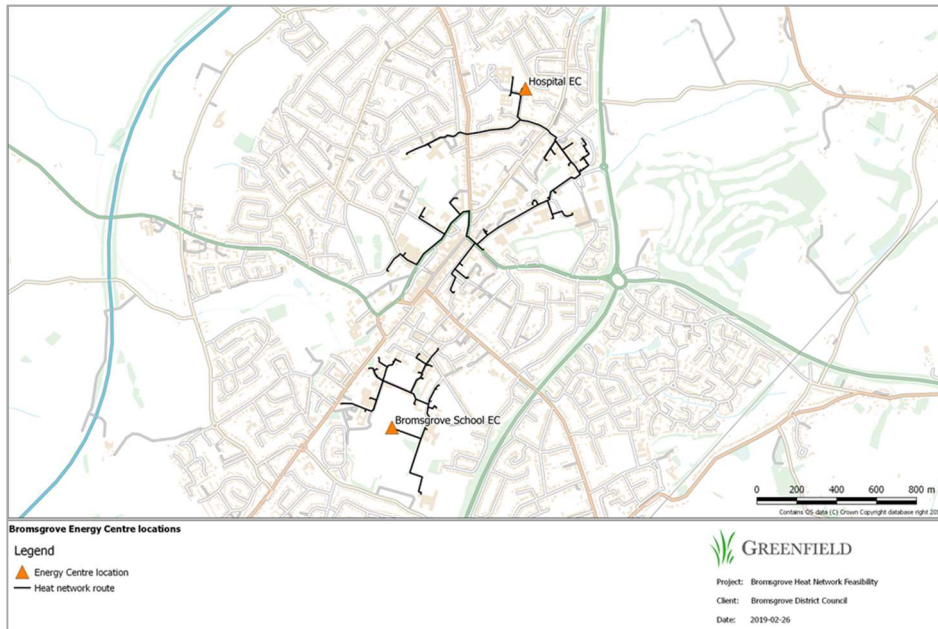 Hospital EC
Bromsgrove School EC
0 200 400 600 800 m
Contains OS data (C) Crown Copyright database right
Bromsgrove Energy Centre locations
Legend
Energy Centre location
Heat network route
GREENFIELD
Project: Bromsgrove Heat Network Feasibility
Client: Bromsgrove District Council
Date: 2019-02-26